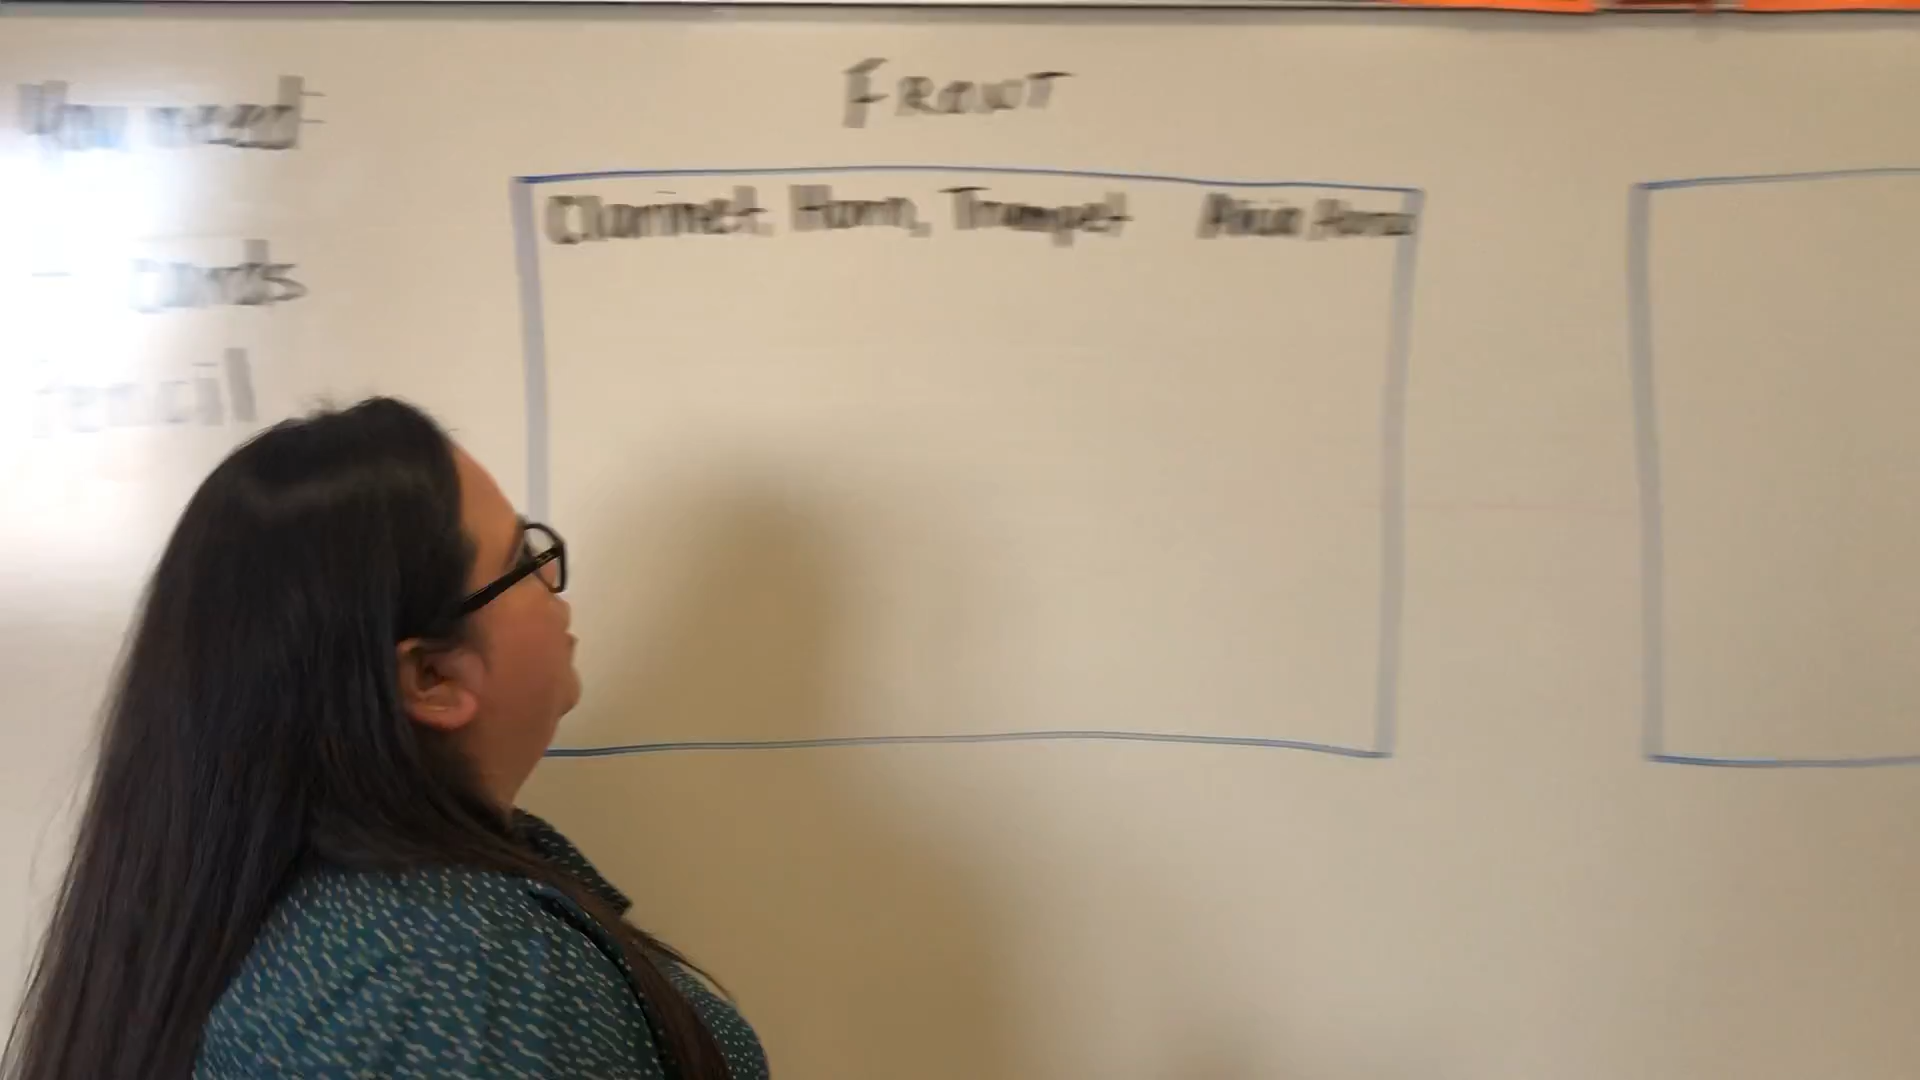 You need
- cards
Pencil
FRONT
Clarinet, Horn, Trumpet